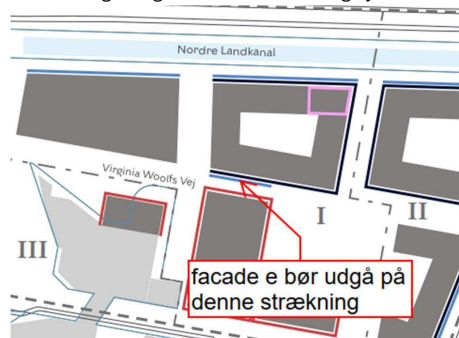 Nordre Landkanal
Virginia Woolfs Vej
I
II
III
facade e bør udgå på
denne strækning